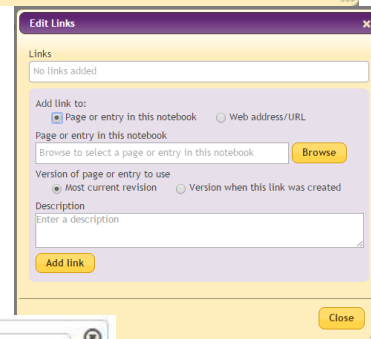 Edit Links
Links
No links added
Add link to:
Page or entry in this notebook Web address/URL
Page or entry in this notebook
Browse to select a page or entry in this notebook Browse
Version of page or entry to use
Most current revision Version when this link was created
Description
Enter a description
Add link
Close